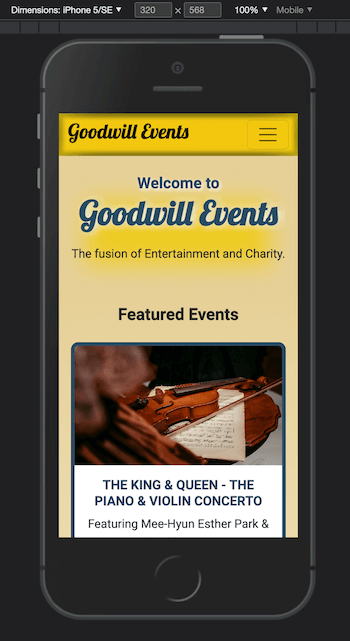 Dimensions: iPhone 5/SE ▼ 320 × 568 100% ▼ Mobile ▼
Goodwill Events
Welcome to
Goodwill Events
The fusion of Entertainment and Charity.
Featured Events
THE KING & QUEEN - THE
PIANO & VIOLIN CONCERTO
Featuring Mee-Hyun Esther Park &